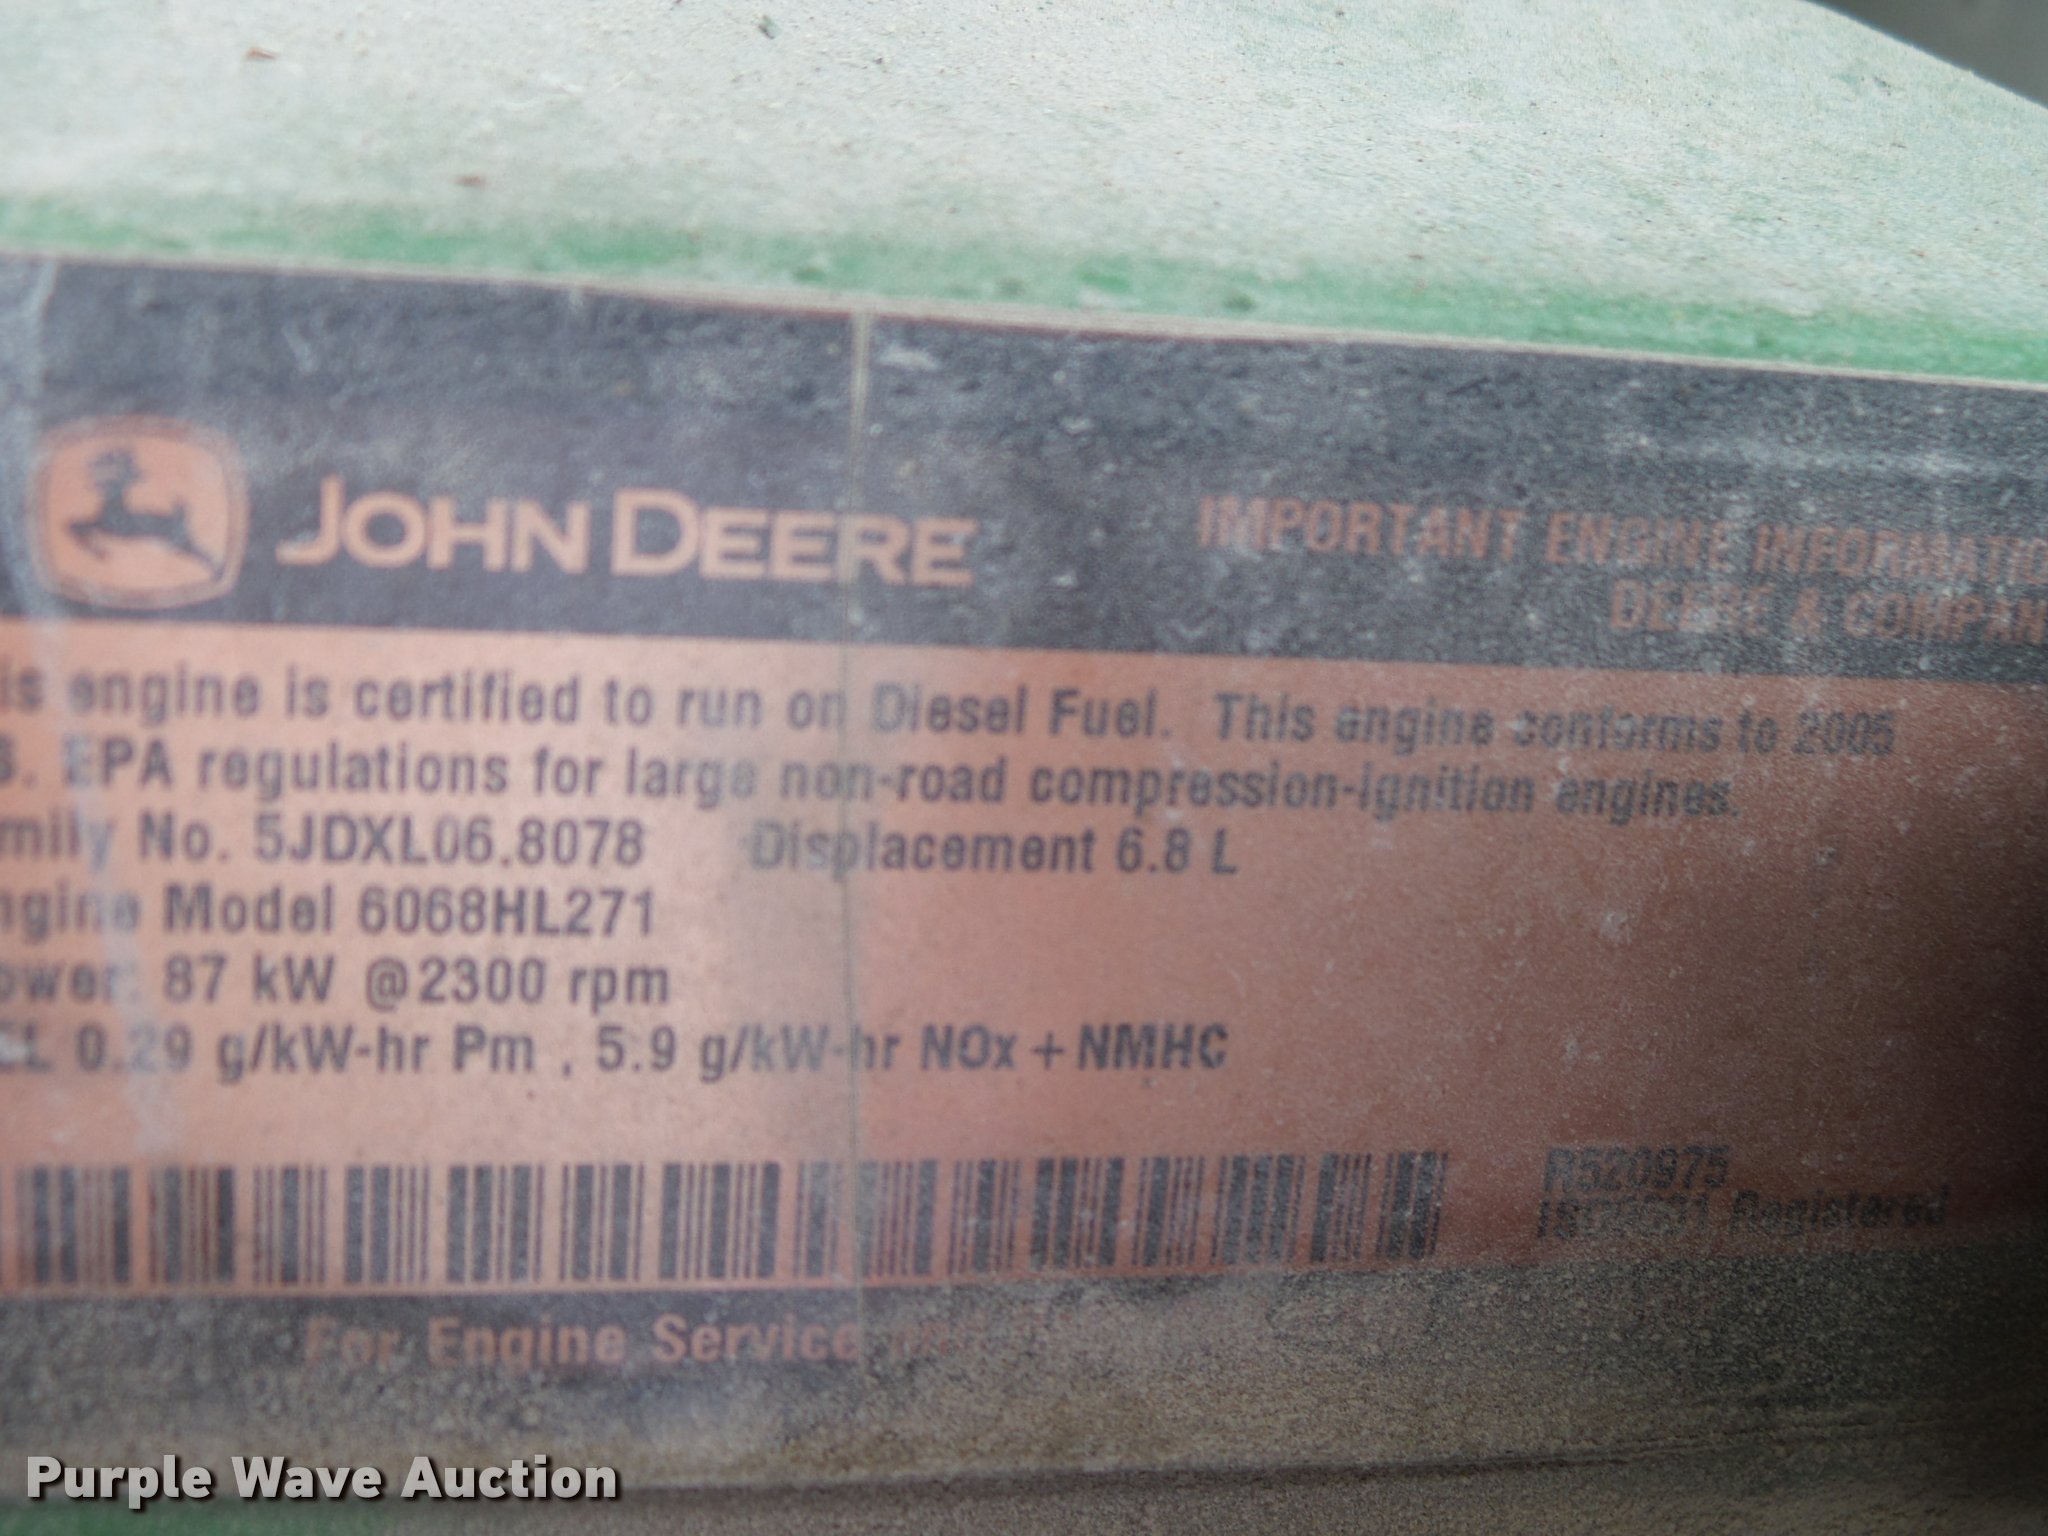 JOHN DEERE
IMPORTANT ENGINE INFORMATIO
DEERE & COMPAN
is engine is certified to run on Diesel Fuel. This engine conforms to 2005
S. EPA regulations for large non-road compression-ignition engines.
mily No. 5JDXL06.8078 Displacement 6.8 L
ngine Model 6068HL271
ower 87 kW @2300 rpm
EL 0.29 g/kW-hr Pm , 5.9 g/kW-hr NOx + NMHC
R520975
Registered
For Engine Service
Purple Wave Auction